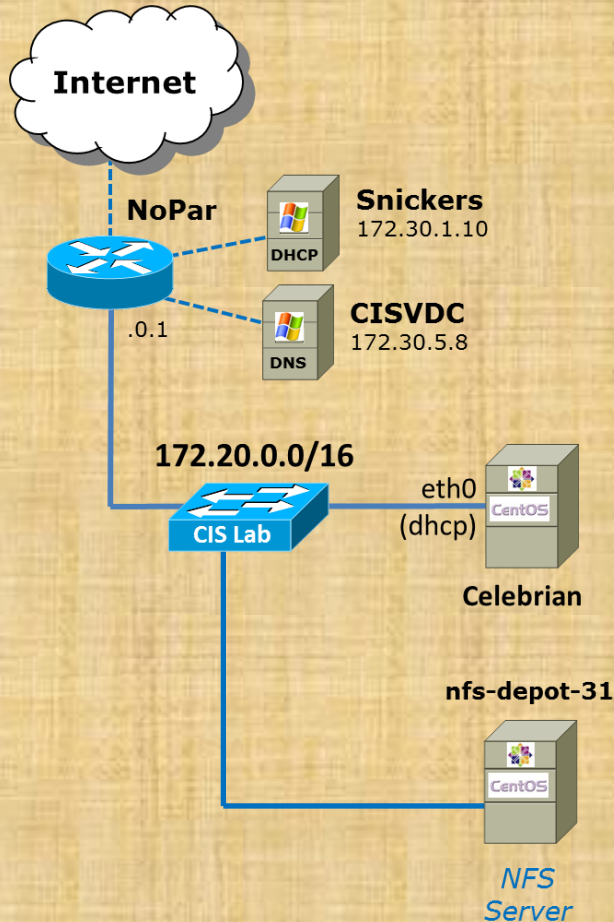 Internet
NoPar
Snickers
172.30.1.10
DHCP
.0.1
CISVDC
172.30.5.8
DNS
172.20.0.0/16
CIS Lab
eth0
(dhcp)
CentOS
Celebrian
nfs-depot-31
CentOS
NFS
Server